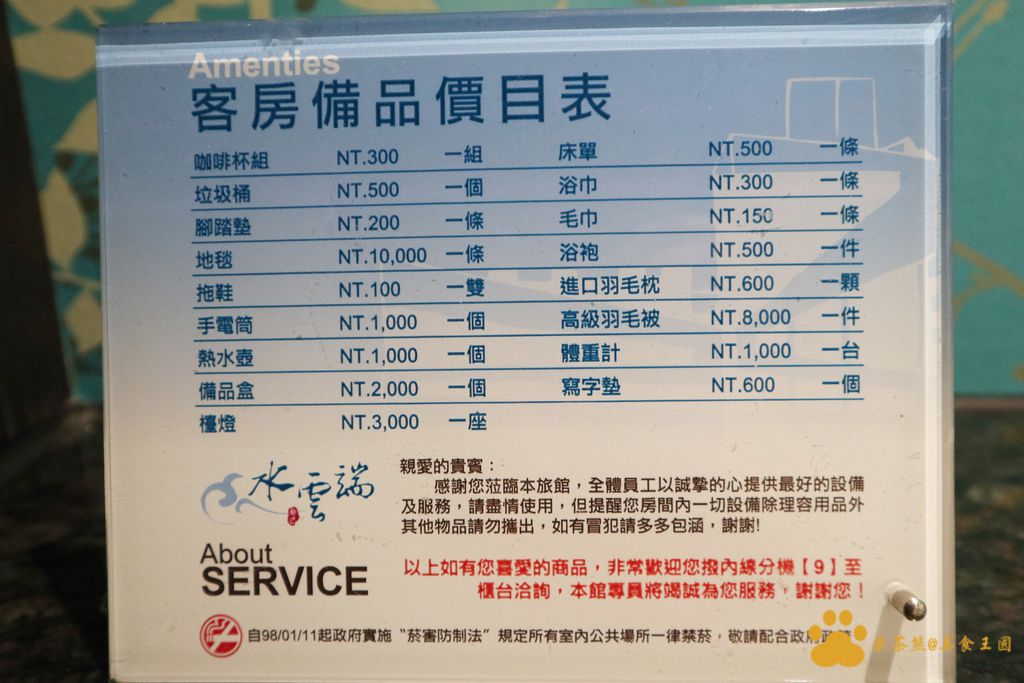 Amenties
客房備品價目表
咖啡杯組 NT.300 一組 床單 NT.500 一條
垃圾桶 NT.500 一個 浴巾 NT.300 一條
腳踏墊 NT.200 一條 毛巾 NT.150 一條
地毯 NT.10,000 一條 浴袍 NT.500 一件
拖鞋 NT.100 一雙 進口羽毛枕 NT.600 一顆
手電筒 NT.1,000 一個 高級羽毛被 NT.8,000 一件
熱水壺 NT.1,000 一個 體重計 NT.1,000 一台
備品盒 NT.2,000 一個 寫字墊 NT.600 一個
檯燈 NT.3,000 一座
水雲端
親愛的貴賓：
感謝您蒞臨本旅館，全體員工以誠摯的心提供最好的設備
及服務，請盡情使用，但提醒您房間內一切設備除理容用品外
其他物品請勿攜出，如有冒犯請多多包涵，謝謝!
About
SERVICE
以上如有您喜愛的商品，非常歡迎您撥內線分機【9】至
櫃台洽詢，本館專員將竭誠為您服務，謝謝您！
自98/01/11起政府實施“菸害防制法”規定所有室內公共場所一律禁菸，敬請配合政府
茶熊@美食王国